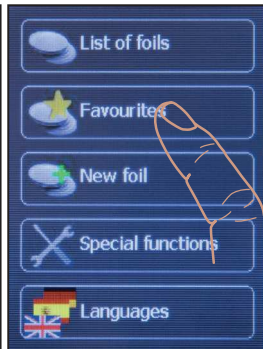 List of foils
Favourites
New foil
Special functions
Languages